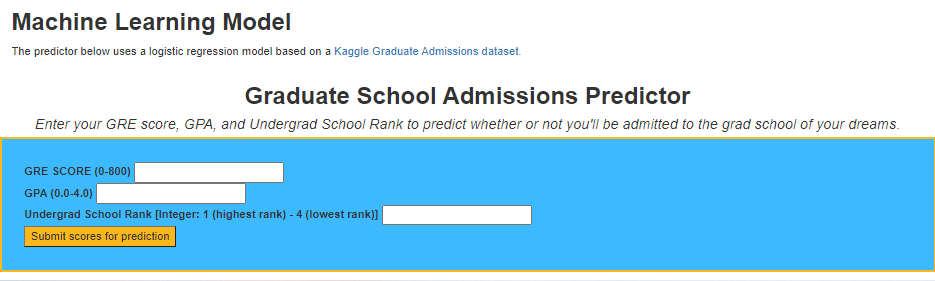 Machine Learning Model
The predictor below uses a logistic regression model based on a Kaggle Graduate Admissions dataset.
Graduate School Admissions Predictor
Enter your GRE score, GPA, and Undergrad School Rank to predict whether or not you'll be admitted to the grad school of your dreams.
GRE SCORE (0-800)
GPA (0.0-4.0)
Undergrad School Rank [Integer: 1 (highest rank) - 4 (lowest rank)]
Submit scores for prediction